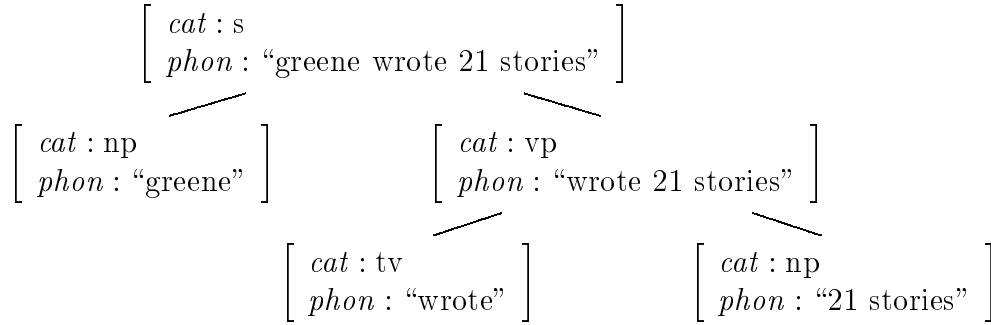 cat : s
phon : “greene wrote 21 stories”
cat : np
phon : “greene”
cat : vp
phon : “wrote 21 stories”
cat : tv
phon : “wrote”
cat : np
phon : “21 stories”